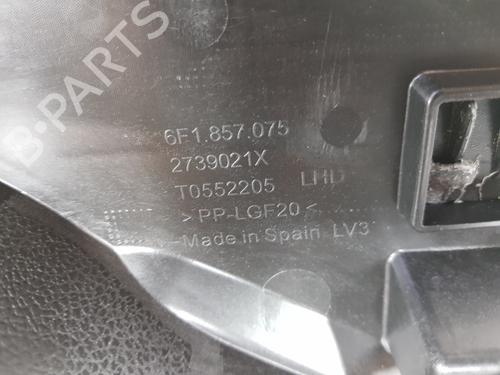 B-PARTS
6F1.857.075
2739021X
T0552205 LHD
>PP-LGF20<
Made in Spain LV3